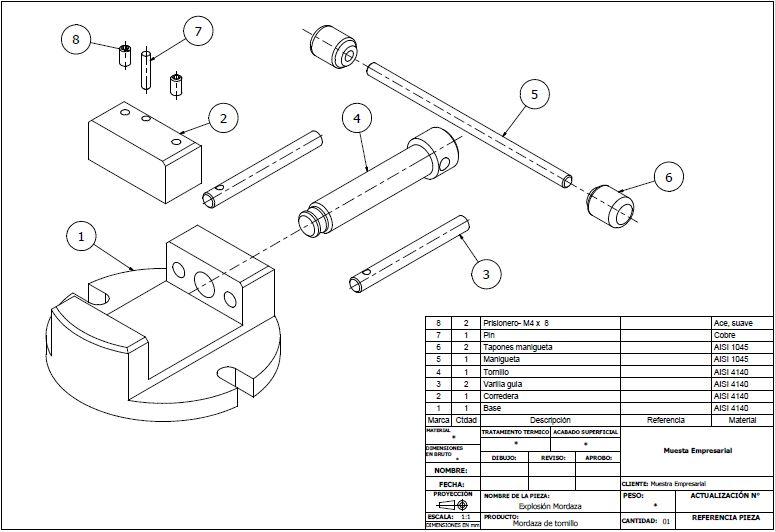 8
7
2
4
5
6
1
3
8 2 Prisionero- M4 x 8 Ace, suave
7 1 Pin Cobre
6 2 Tapones manigueta AISI 1045
5 1 Manigueta AISI 1045
4 1 Tornillo AISI 4140
3 2 Varilla guia AISI 4140
2 1 Corredera AISI 4140
1 1 Base AISI 4140
Marca Ctdad Descripción Referencia Material
MATERIAL
*
TRATAMIENTO TERMICO ACABADO SUPERFICIAL
* *
DIMENSIONES
EN BRUTO *
DIBUJO: REVISO: APROBO:
Muesta Empresarial
NOMBRE:
FECHA:
CLIENTE: Muestra Empresarial
PROYECCIÓN
NOMBRE DE LA PIEZA:
Explosión Mordaza
PESO:
*
ACTUALIZACIÓN N°
ESCALA: 1:1
DIMENSIONES EN mm
PRODUCTO:
Mordaza de tornillo
CANTIDAD: 01
REFERENCIA PIEZA